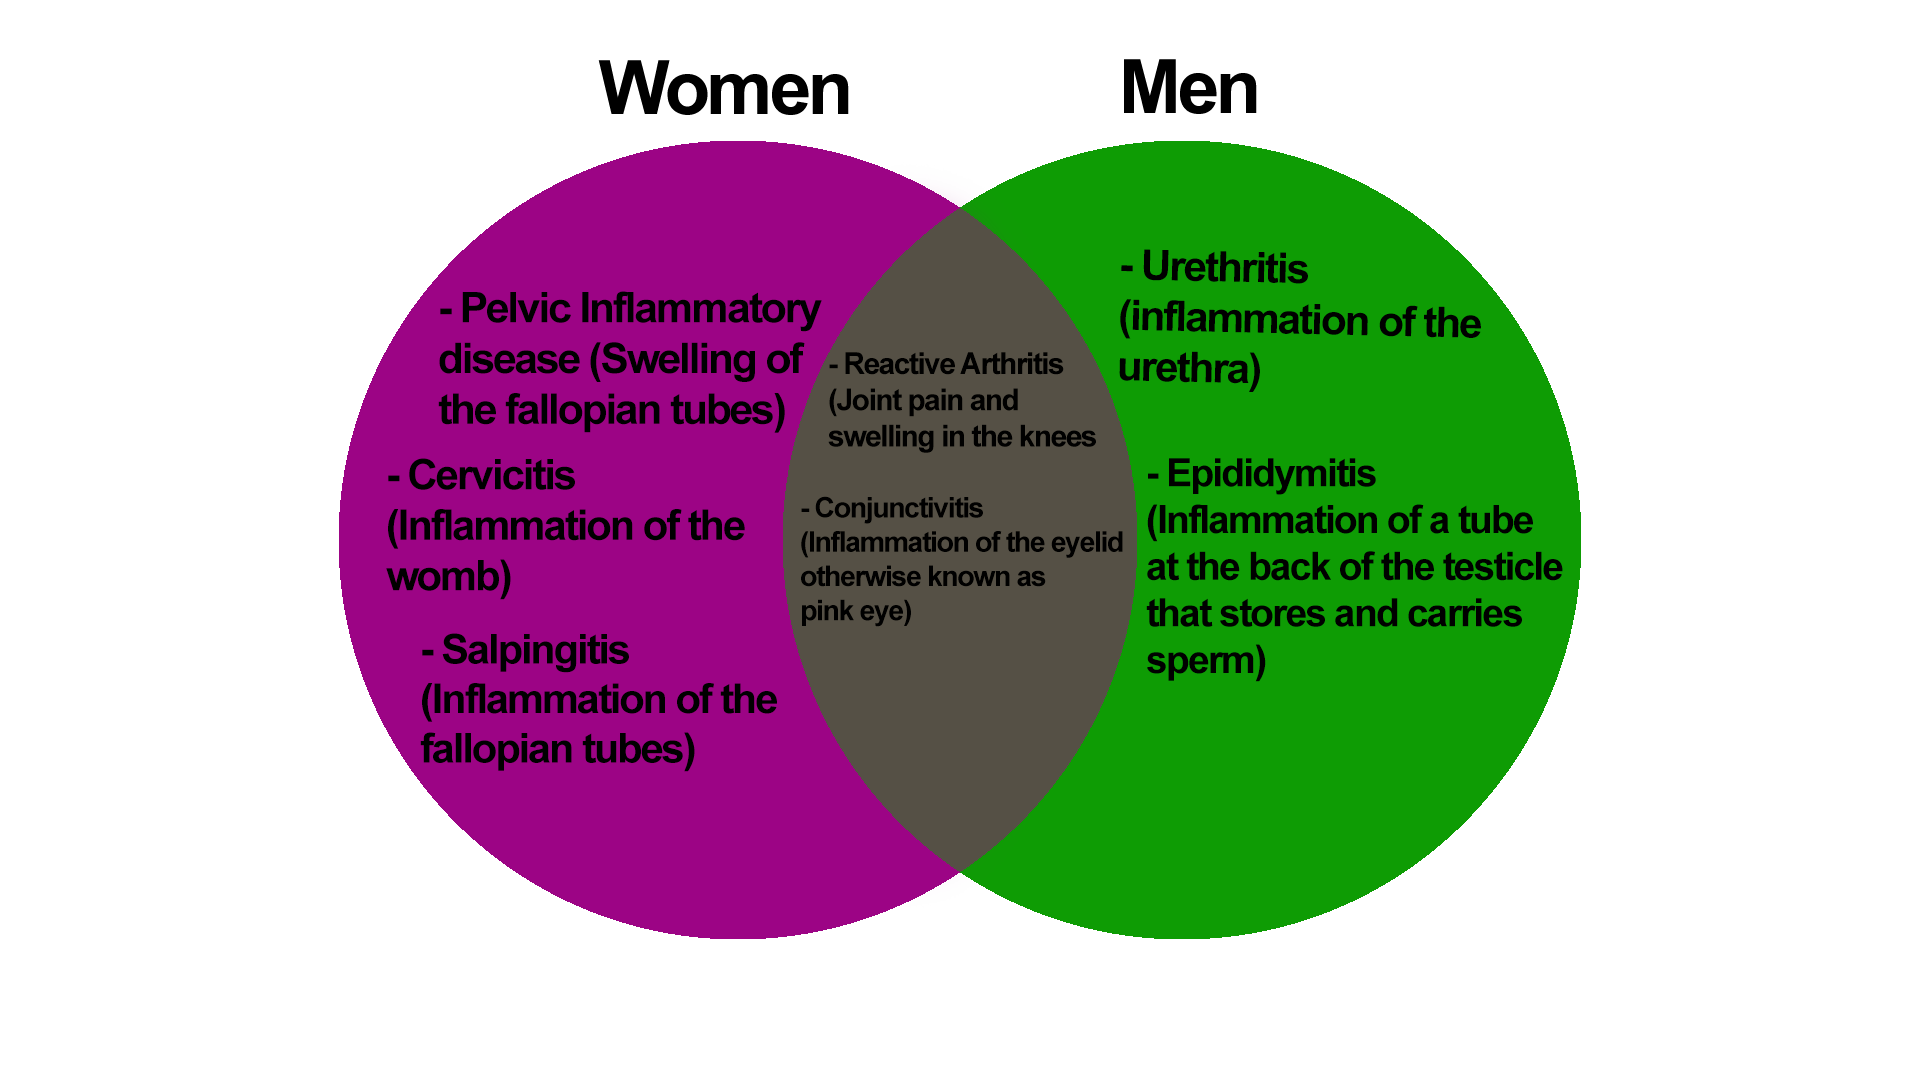 Women
Men
- Pelvic Inflammatory
disease (Swelling of
the fallopian tubes)
- Cervicitis
(Inflammation of the
womb)
- Salpingitis
(Inflammation of the
fallopian tubes)
- Reactive Arthritis
(Joint pain and
swelling in the knees
- Conjunctivitis
(Inflammation of the eyelid
otherwise known as
pink eye)
- Urethritis
(inflammation of the
urethra)
- Epididymitis
(Inflammation of a tube
at the back of the testicle
that stores and carries
sperm)